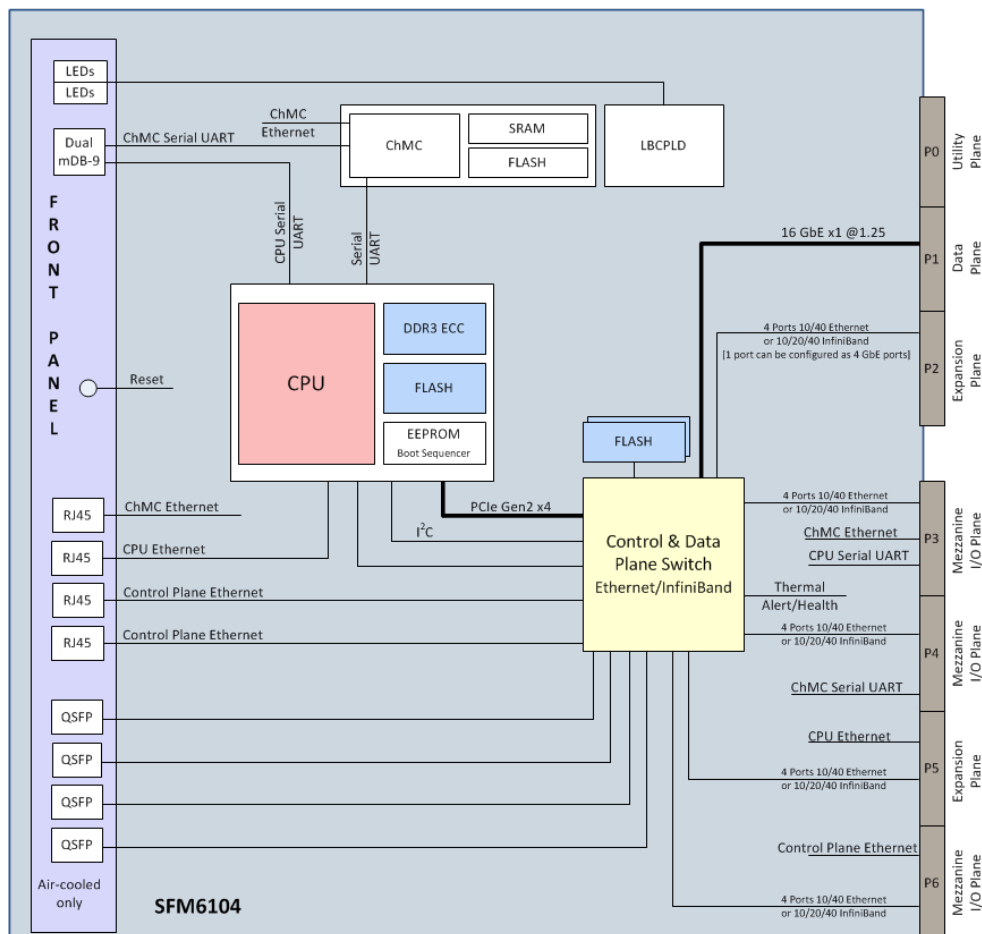 LEDs
LEDs
Dual
mDB-9
FRONT PANEL
ChMC Serial UART
ChMC
Ethernet
ChMC
SRAM
FLASH
LBCPLD
CPU Serial
UART
Serial
UART
CPU
DDR3 ECC
FLASH
EEPROM
Boot Sequencer
Reset
FLASH
PCIe Gen2 x4
I²C
Control & Data
Plane Switch
Ethernet/InfiniBand
RJ45
ChMC Ethernet
RJ45
CPU Ethernet
RJ45
Control Plane Ethernet
RJ45
Control Plane Ethernet
QSFP
QSFP
QSFP
QSFP
Air-cooled
only
SFM6104
P0
Utility
Plane
16 GbE x1 @1.25
P1
Data
Plane
4 Ports 10/40 Ethernet
or 10/20/40 InfiniBand
[1 port can be configured as 4 GbE ports]
P2
Expansion
Plane
4 Ports 10/40 Ethernet
or 10/20/40 InfiniBand
ChMC Ethernet
CPU Serial UART
P3
Mezzanine
I/O Plane
Thermal
Alert/Health
4 Ports 10/40 Ethernet
or 10/20/40 InfiniBand
ChMC Serial UART
P4
Mezzanine
I/O Plane
CPU Ethernet
4 Ports 10/40 Ethernet
or 10/20/40 InfiniBand
P5
Expansion
Plane
Control Plane Ethernet
4 Ports 10/40 Ethernet
or 10/20/40 InfiniBand
P6
Mezzanine
I/O Plane